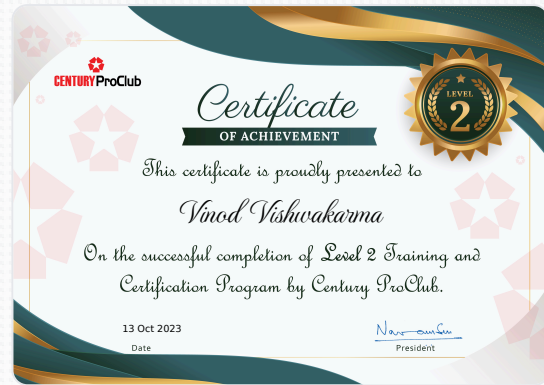 CENTURY ProClub
Certificate
OF ACHIEVEMENT
LEVEL
2
This certificate is proudly presented to
Vinod Vishwakarma
On the successful completion of Level 2 Training and
Certification Program by Century ProClub.
13 Oct 2023
Date
President